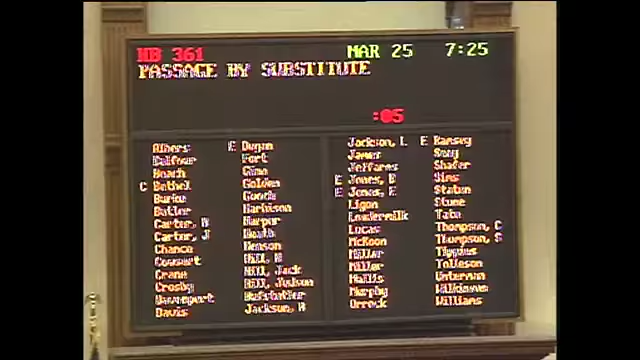 HB 361 MAR 25 7:25
PASSAGE BY SUBSTITUTE
:05
Albers
Balfour
Beach
C Bethel
Burke
Butler
Carter, B
Carter, J
Chance
Cowsert
Crane
Crosby
Davenport
Davis
E Dugan
Fort
Ginn
Golden
Gooch
Harbison
Harper
Heath
Henson
Hill, H
Hill, Jack
Hill, Judson
Hufstetler
Jackson, B
Jackson, L
James
Jeffares
E Jones, B
E Jones, E
Ligon
Loudermilk
Lucas
McKoon
Millar
Miller
Mullis
Murphy
Orrock
E Ramsey
Seay
Shafer
Sims
Staton
Stone
Tate
Thompson, C
Thompson, S
Tippins
Tolleson
Unterman
Wilkinson
Williams